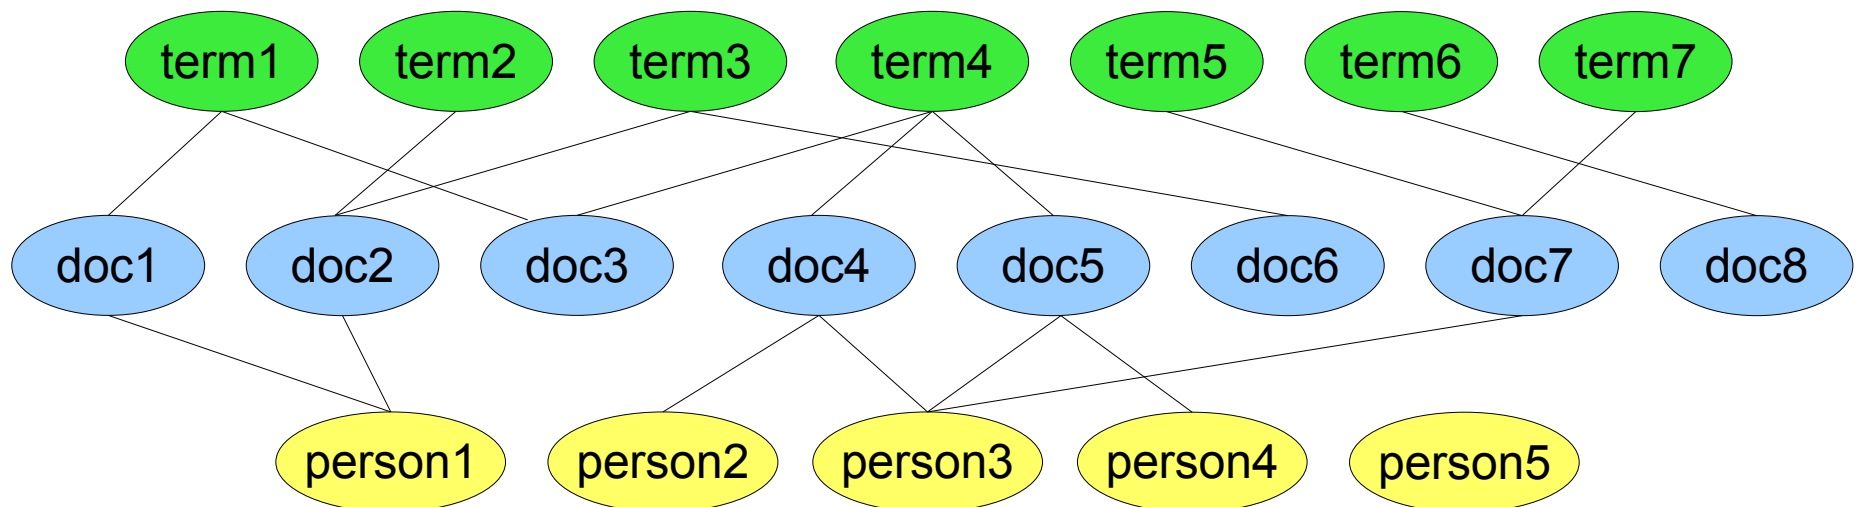 term1 term2 term3 term4 term5 term6 term7
doc1 doc2 doc3 doc4 doc5 doc6 doc7 doc8
person1 person2 person3 person4 person5